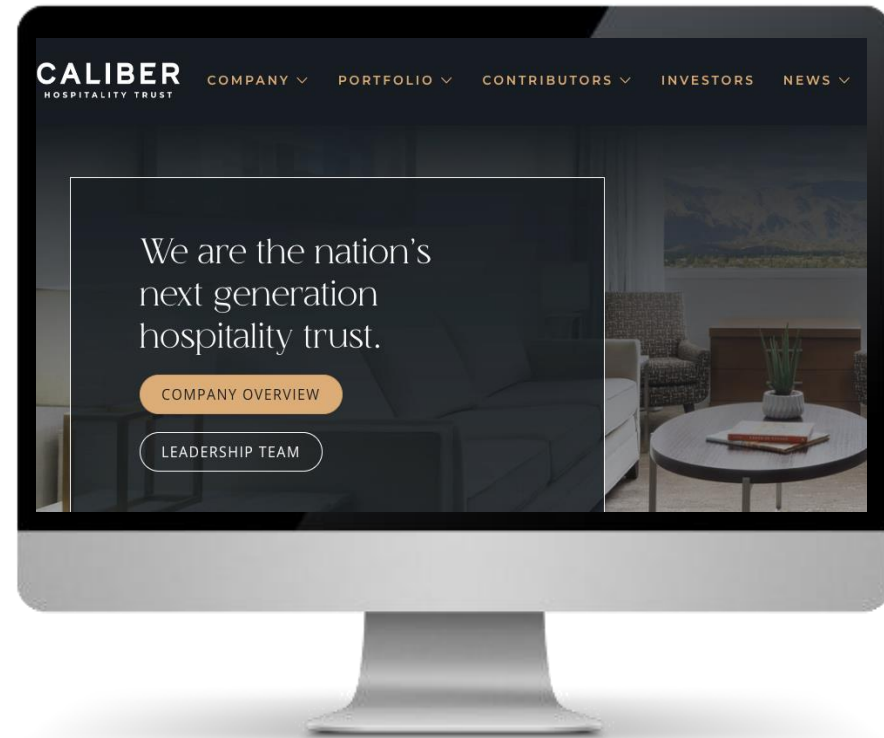 CALIBER
HOSPITALITY TRUST
COMPANY
PORTFOLIO
CONTRIBUTORS
INVESTORS
NEWS
We are the nation's
next generation
hospitality trust.
COMPANY OVERVIEW
LEADERSHIP TEAM